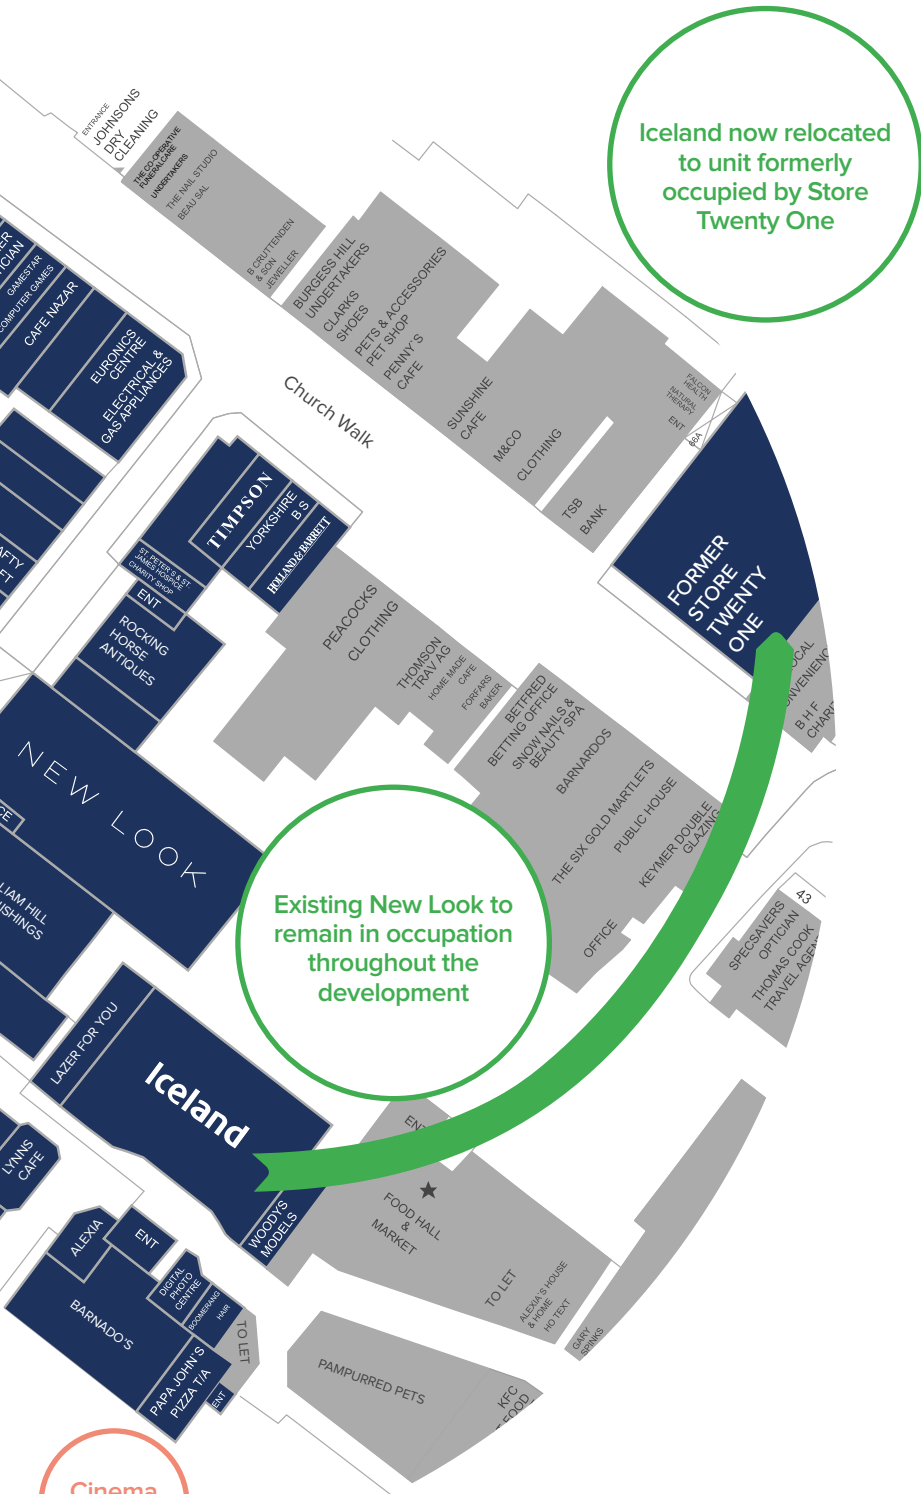 Iceland now relocated
to unit formerly
occupied by Store
Twenty One
ENTRANCE
JOHNSONS
DRY
CLEANING
THE CO-OPERATIVE
FUNERALCARE
UNDERTAKERS
THE NAIL STUDIO
BEAU SAL
B CRUTTENDEN
& SON
JEWELLER
BURGESS HILL
UNDERTAKERS
CLARKS
SHOES
PETS & ACCESSORIES
PET SHOP
PENNY'S
CAFE
SUNSHINE
CAFE
M&CO
CLOTHING
TSB
BANK
FALCON
HEALTH
NATURAL
THERAPY
ENT
66A
FORMER
STORE
TWENTY
ONE
B H F
Church Walk
GAMESTAR
COMPUTER GAMES
CAFE NAZAR
EURONICS
CENTRE
ELECTRICAL &
GAS APPLIANCES
TIMPSON
YORKSHIRE
B S
HOLLAND & BARRETT
ST. PETER'S & ST.
JAMES HOSPICE
CHARITY SHOP
ENT
ROCKING
HORSE
ANTIQUES
PEACOCKS
CLOTHING
THOMSON
TRAV AG
HOME MADE
CAFE
FORFARS
BAKER
BETFRED
BETTING OFFICE
SNOW NAILS &
BEAUTY SPA
BARNARDOS
THE SIX GOLD MARTLETS
PUBLIC HOUSE
KEYMER DOUBLE
GLAZING
OFFICE
NEW LOOK
Existing New Look to
remain in occupation
throughout the
development
43
SPECSAVERS
OPTICIAN
THOMAS COOK
TRAVEL AGEN
LIAM HILL
LAZER FOR YOU
Iceland
WOODYS
MODELS
LYNNS
CAFE
ALEXIA
ENT
BARNADO'S
DIGITAL
PHOTO
CENTRE
BOOMERANG
HAIR
TO LET
PAPA JOHN'S
PIZZA T/A
ENT
FOOD HALL
&
MARKET
TO LET
ALEXIA'S HOUSE
& HOME
HO TEXT
GARY
SPINKS
PAMPURRED PETS
KFC
FOOD
Cinema